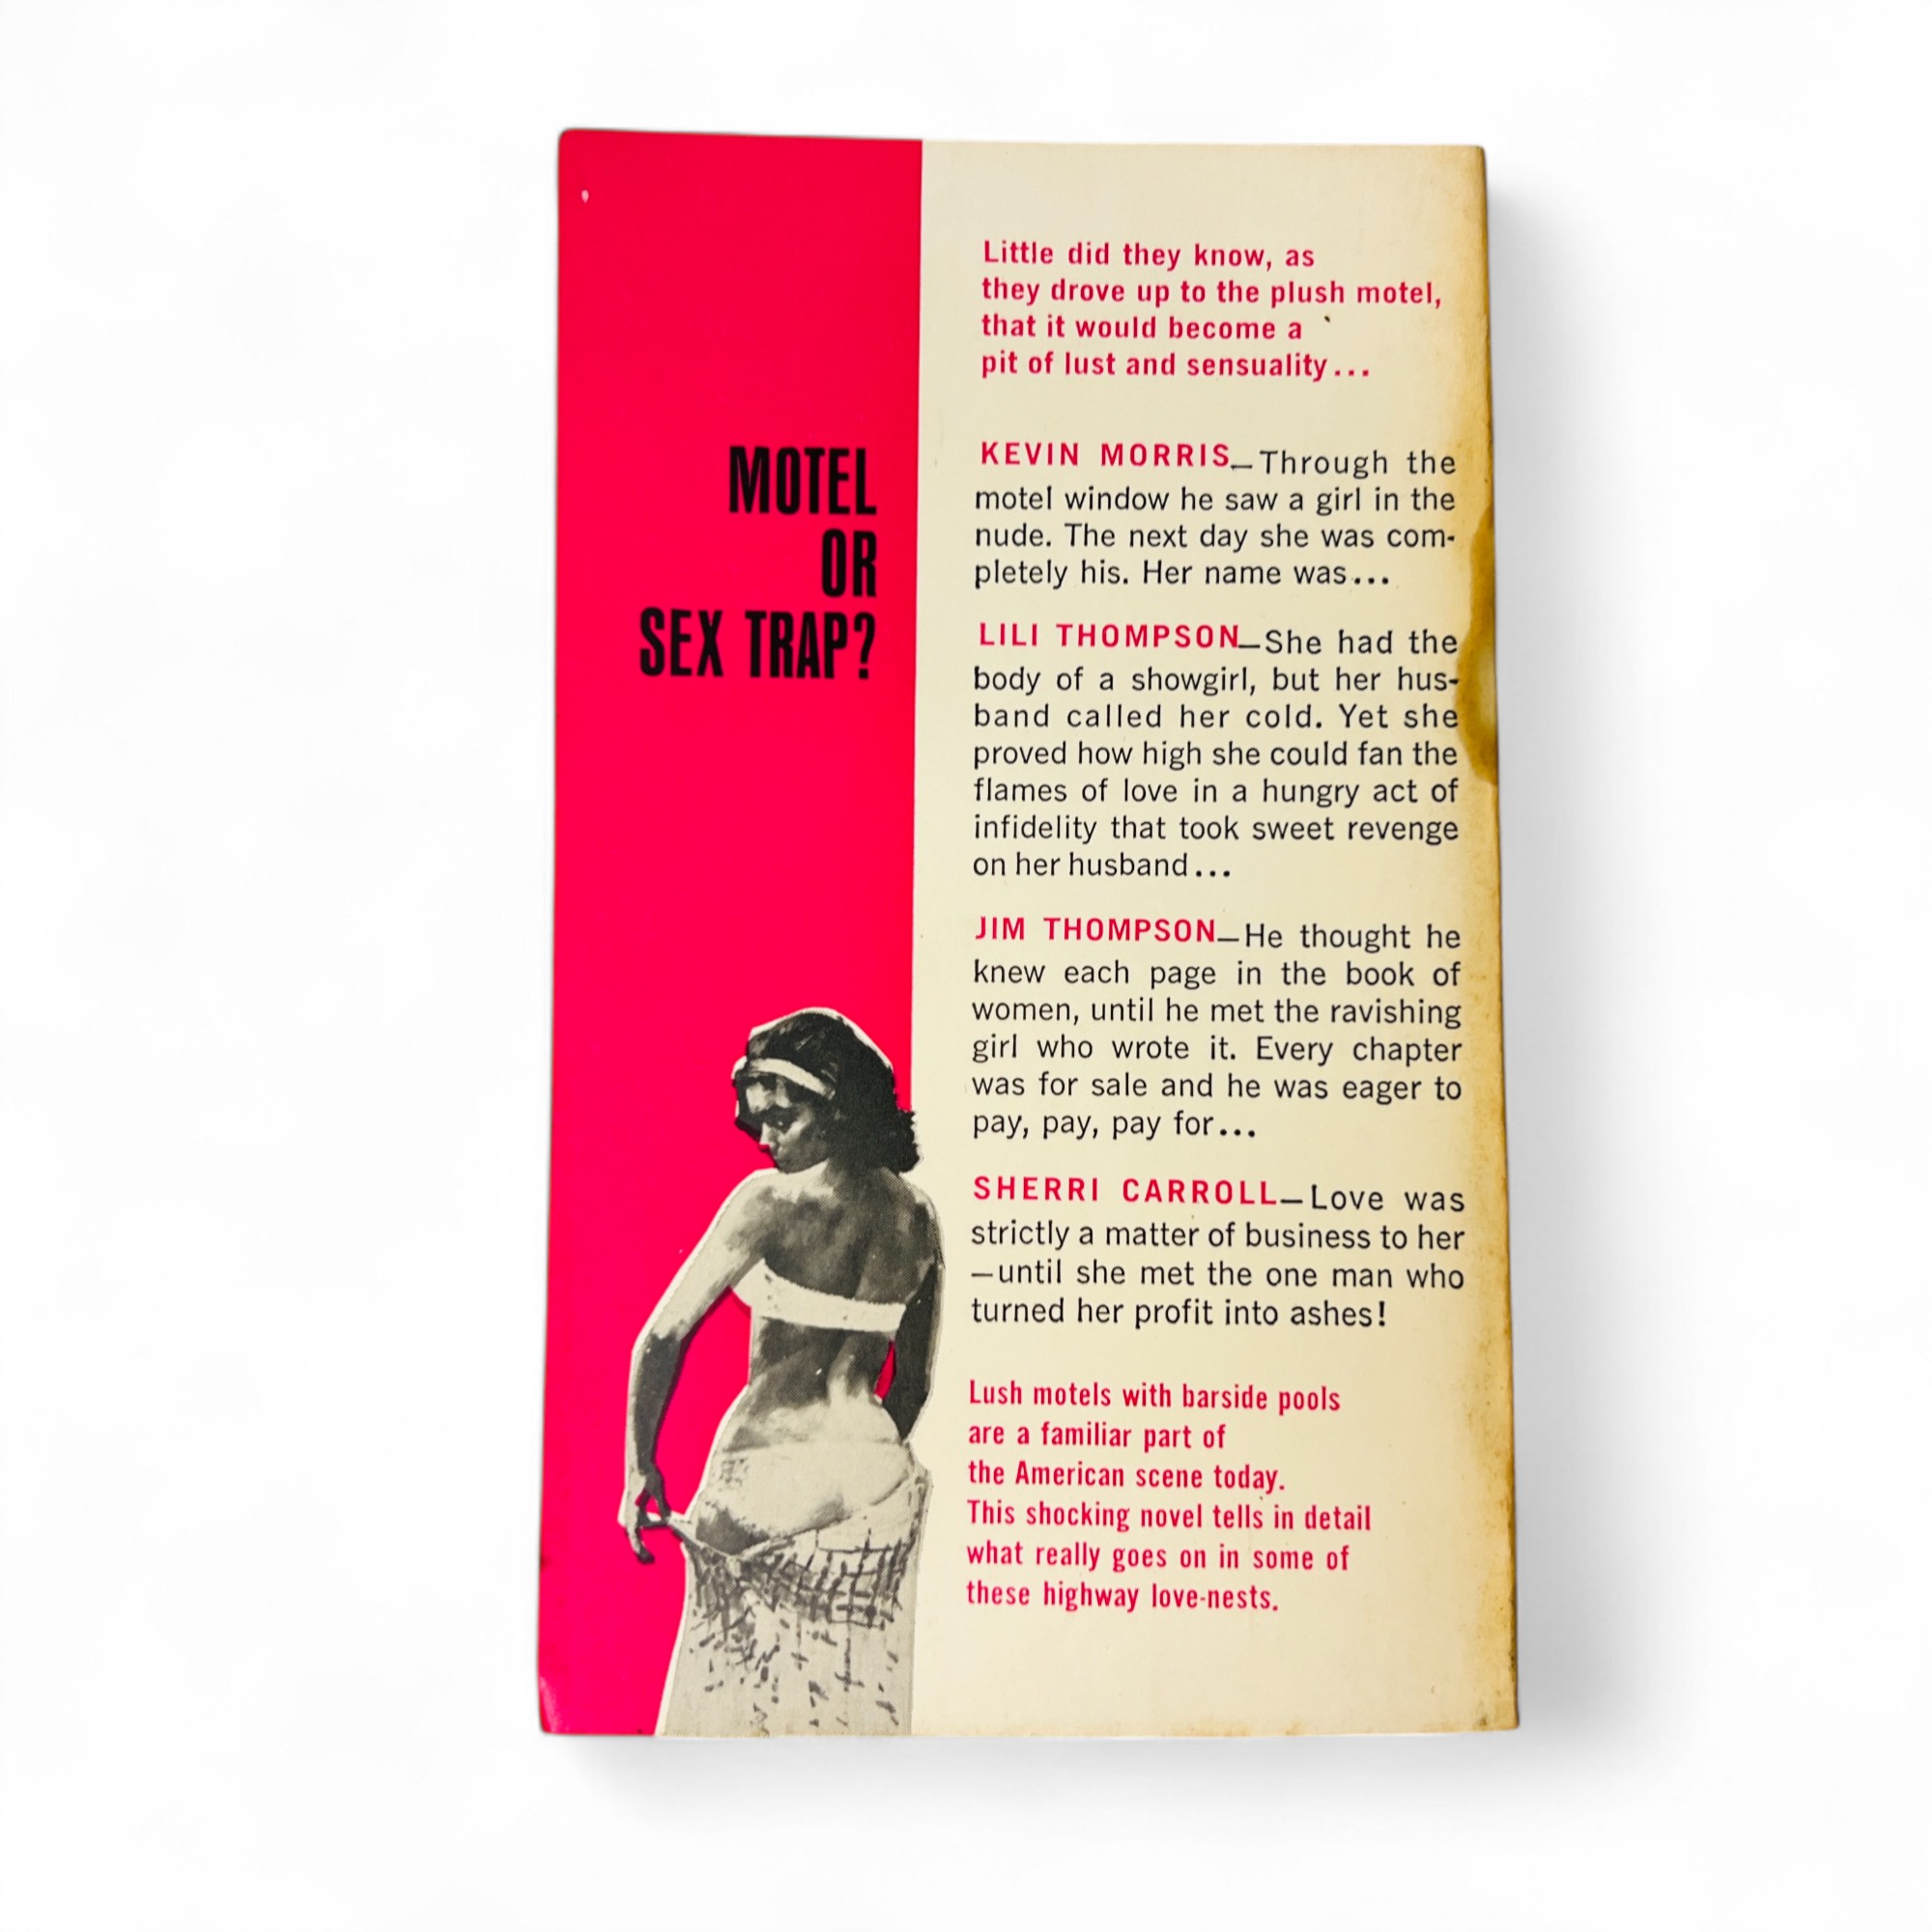 MOTEL
OR
SEX TRAP?
Little did they know, as
they drove up to the plush motel,
that it would become a
pit of lust and sensuality...
KEVIN MORRIS—Through the
motel window he saw a girl in the
nude. The next day she was com-
pletely his. Her name was...
LILI THOMPSON—She had the
body of a showgirl, but her hus-
band called her cold. Yet she
proved how high she could fan the
flames of love in a hungry act of
infidelity that took sweet revenge
on her husband...
JIM THOMPSON—He thought he
knew each page in the book of
women, until he met the ravishing
girl who wrote it. Every chapter
was for sale and he was eager to
pay, pay, pay for...
SHERRI CARROLL—Love was
strictly a matter of business to her
—until she met the one man who
turned her profit into ashes!
Lush motels with barside pools
are a familiar part of
the American scene today.
This shocking novel tells in detail
what really goes on in some of
these highway love-nests.